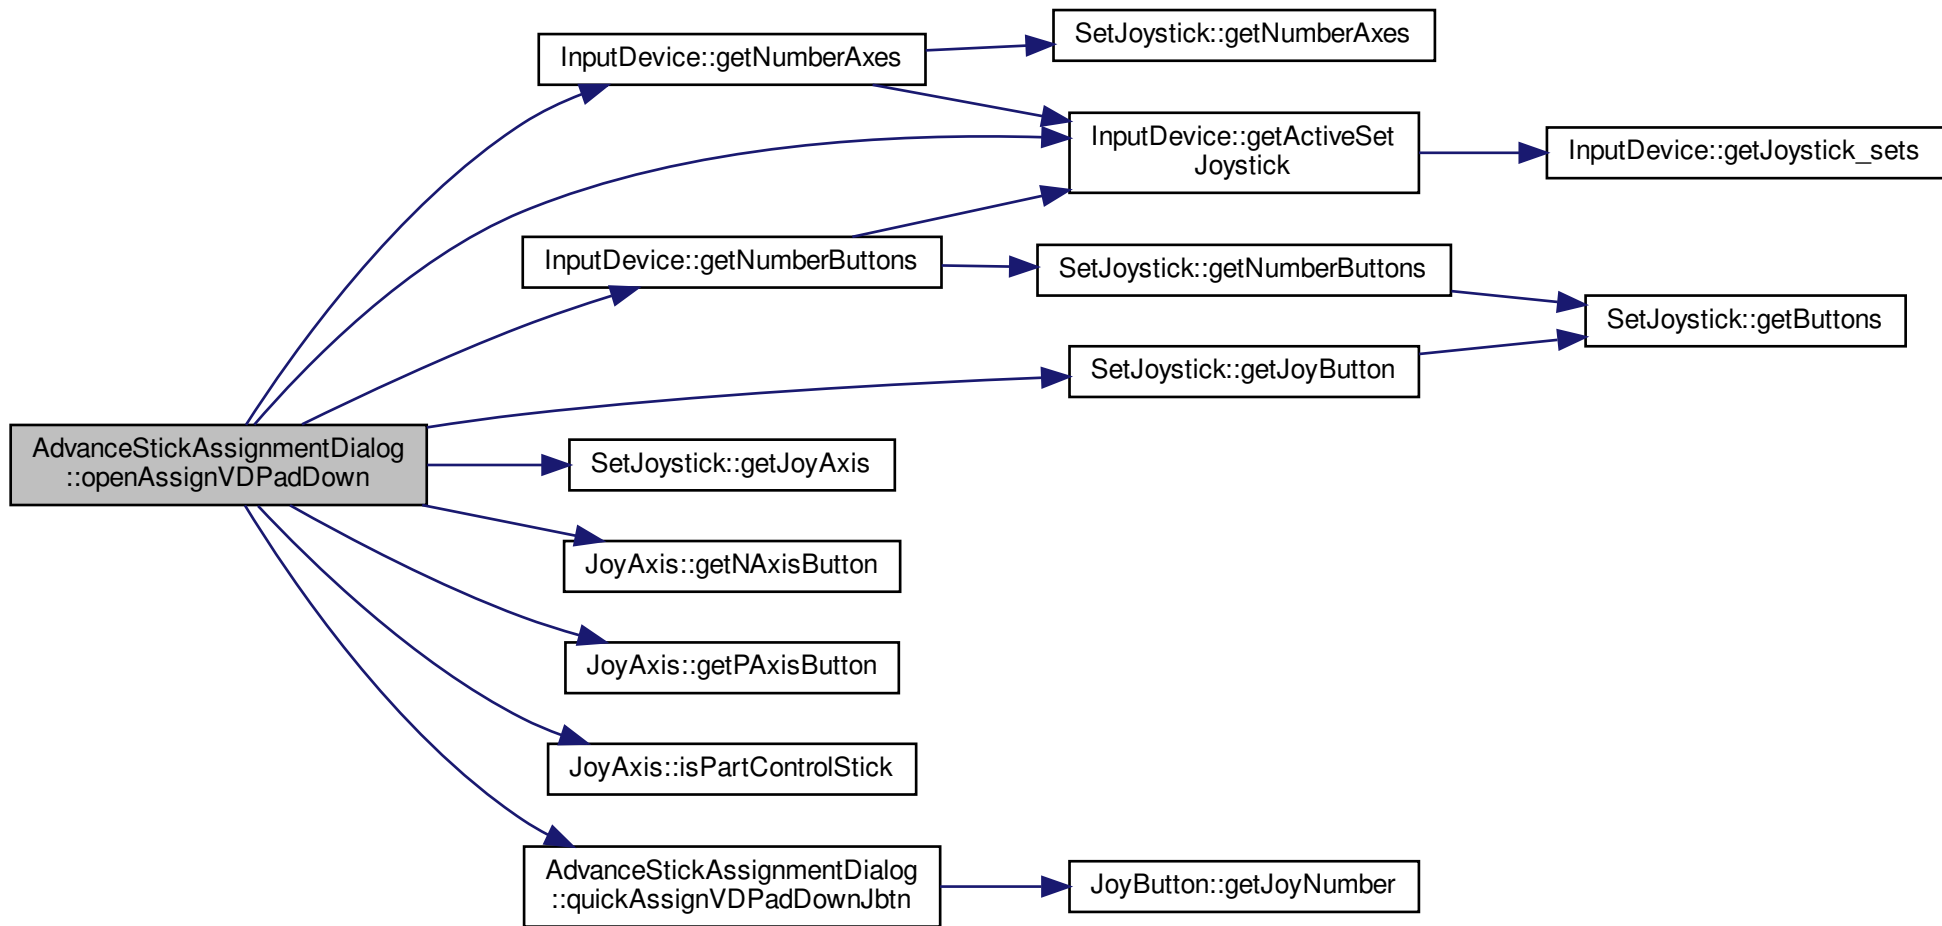 SetJoystick::getNumberAxes
InputDevice::getNumberAxes
InputDevice::getActiveSet
Joystick
InputDevice::getJoystick_sets
InputDevice::getNumberButtons
SetJoystick::getNumberButtons
SetJoystick::getButtons
SetJoystick::getJoyButton
AdvanceStickAssignmentDialog
::openAssignVDPadDown
SetJoystick::getJoyAxis
JoyAxis::getNAxisButton
JoyAxis::getPAxisButton
JoyAxis::isPartControlStick
AdvanceStickAssignmentDialog
::quickAssignVDPadDownJbtn
JoyButton::getJoyNumber